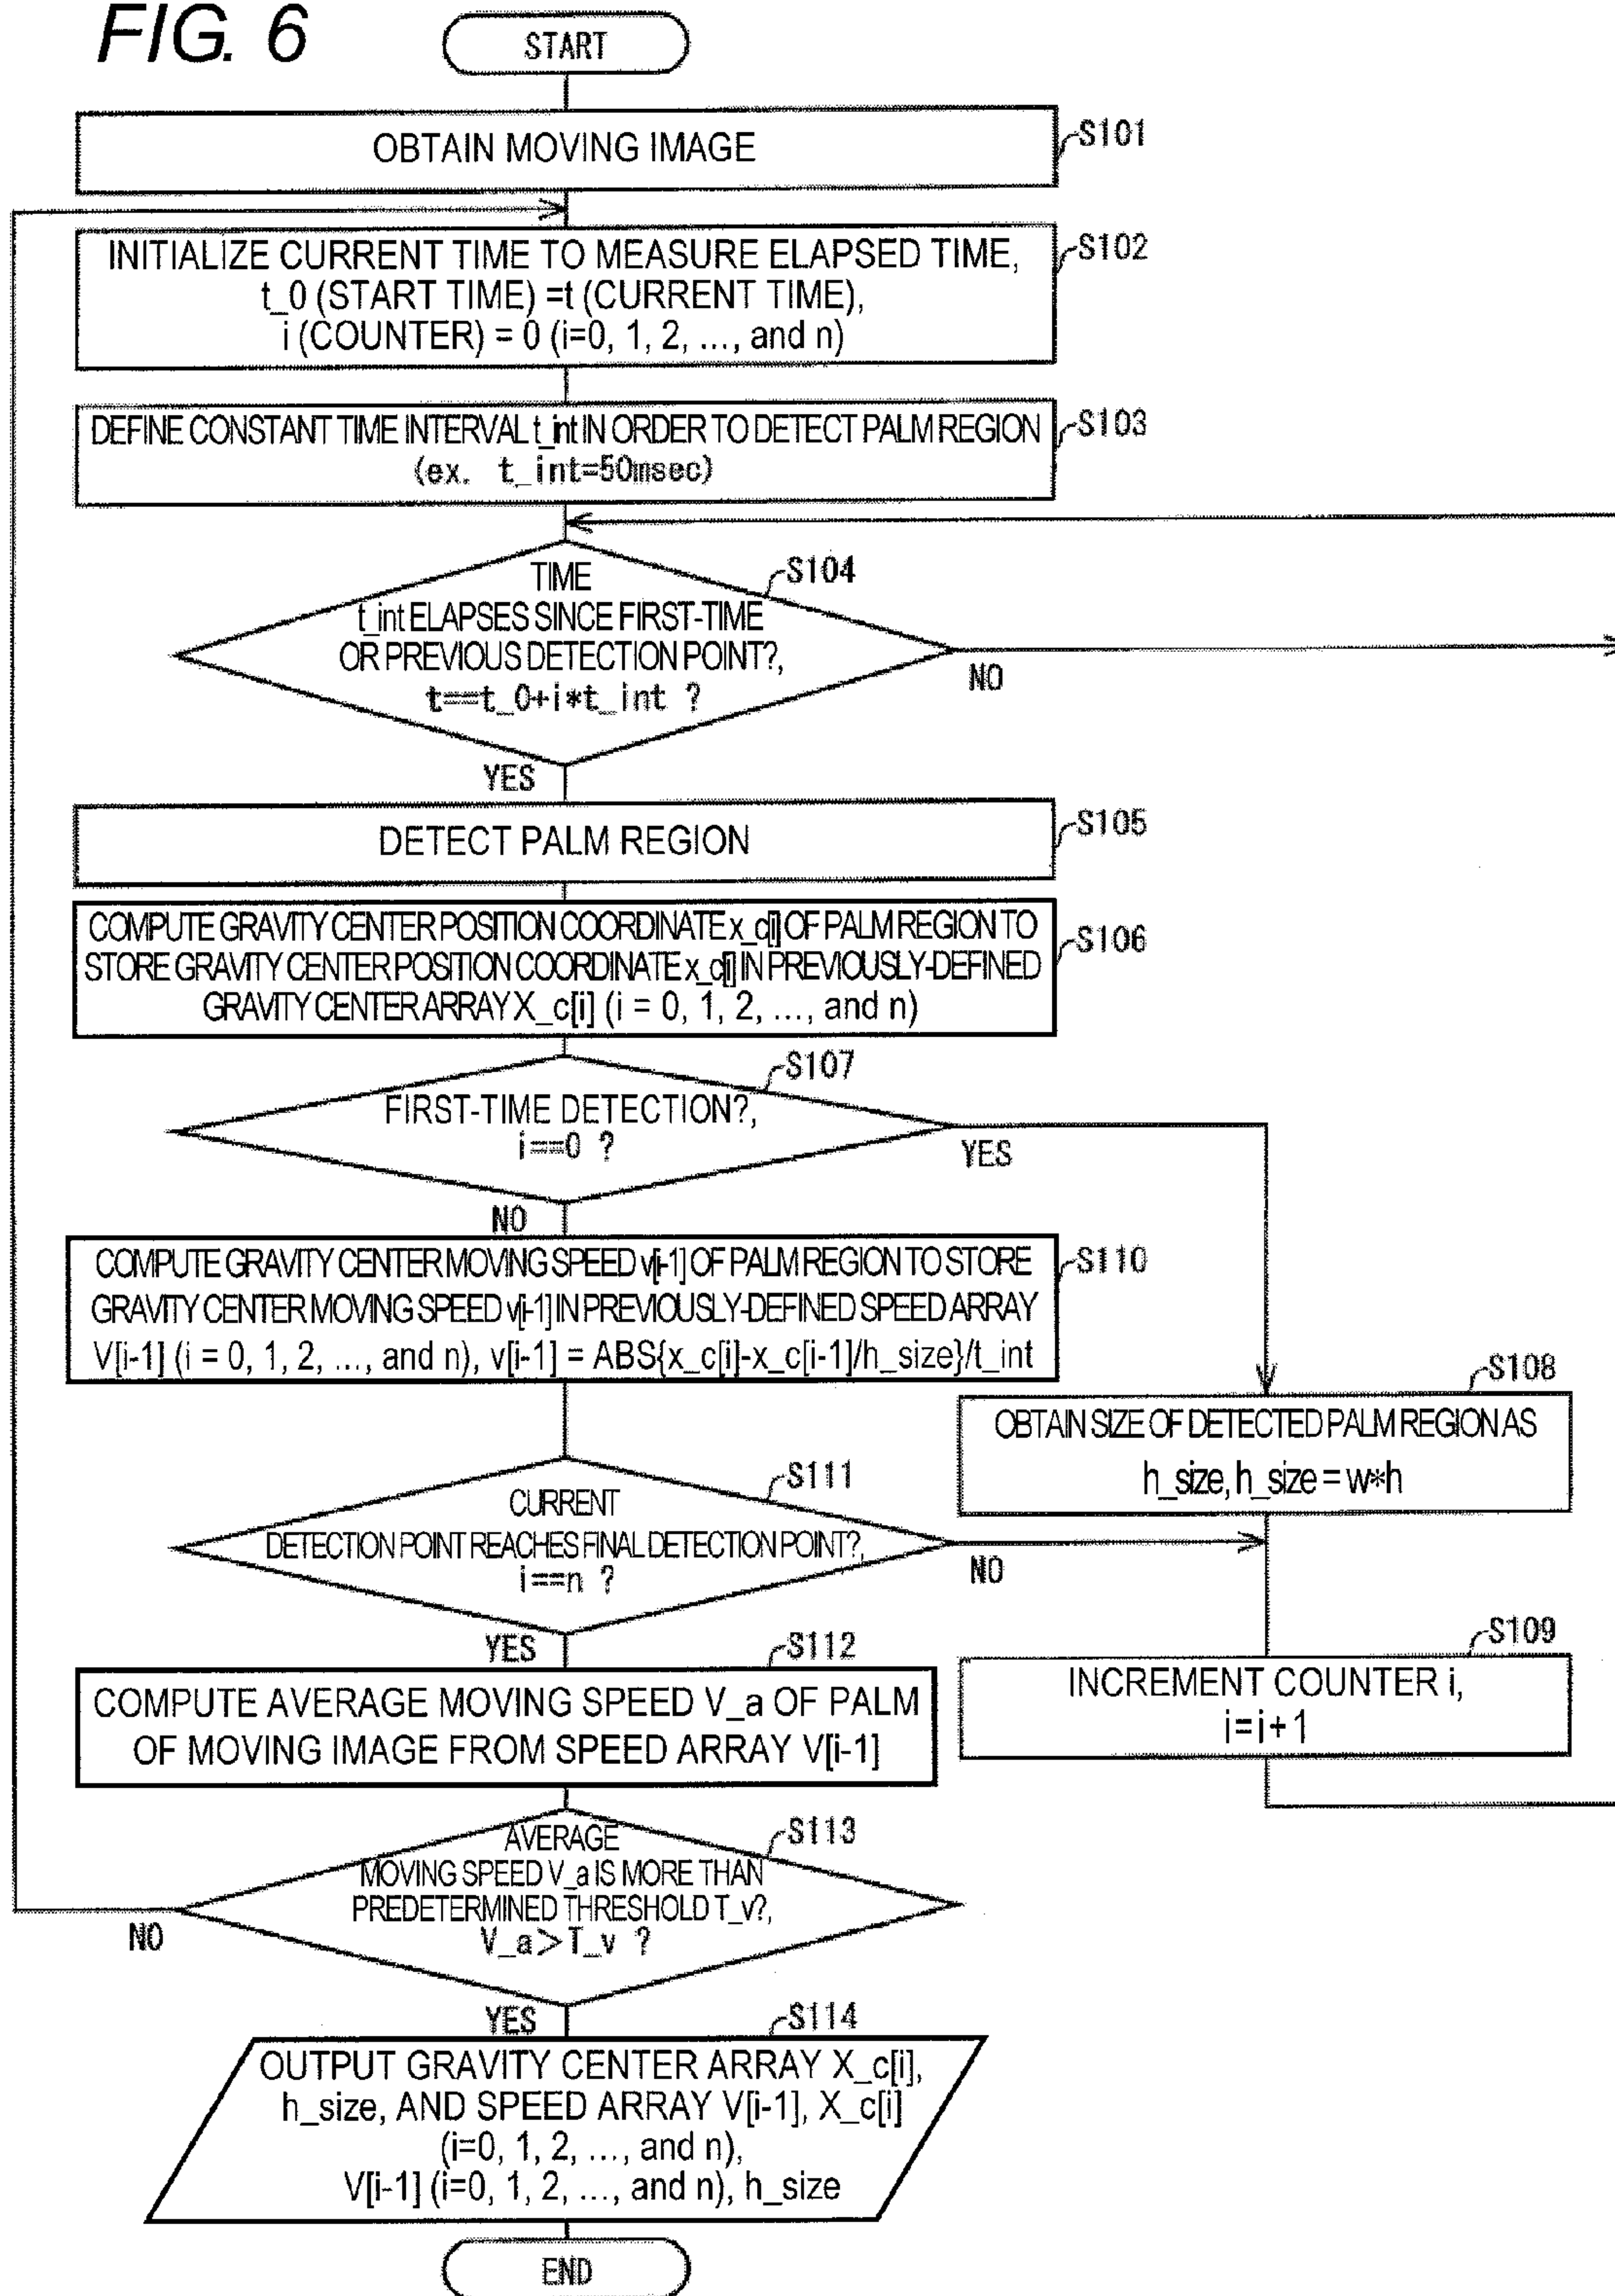 FIG. 6
START
OBTAIN MOVING IMAGE
S101
INITIALIZE CURRENT TIME TO MEASURE ELAPSED TIME,
t_0 (START TIME) =t (CURRENT TIME),
i (COUNTER) = 0 (i=0, 1, 2, ..., and n)
S102
DEFINE CONSTANT TIME INTERVAL t_int IN ORDER TO DETECT PALM REGION
(ex. t_int=50msec)
S103
TIME
t_int ELAPSES SINCE FIRST-TIME
OR PREVIOUS DETECTION POINT?,
t==t_0+i*t_int ?
S104
NO
YES
DETECT PALM REGION
S105
COMPUTE GRAVITY CENTER POSITION COORDINATE x_c[i] OF PALM REGION TO
STORE GRAVITY CENTER POSITION COORDINATE x_c[i] IN PREVIOUSLY-DEFINED
GRAVITY CENTER ARRAY X_c[i] (i = 0, 1, 2, ..., and n)
S106
FIRST-TIME DETECTION?,
i==0 ?
S107
YES
NO
COMPUTE GRAVITY CENTER MOVING SPEED v[i-1] OF PALM REGION TO STORE
GRAVITY CENTER MOVING SPEED v[i-1] IN PREVIOUSLY-DEFINED SPEED ARRAY
V[i-1] (i = 0, 1, 2, ..., and n), v[i-1] = ABS{x_c[i]-x_c[i-1]/h_size}/t_int
S110
OBTAIN SIZE OF DETECTED PALM REGION AS
h_size, h_size = w*h
S108
CURRENT
DETECTION POINT REACHES FINAL DETECTION POINT?,
i==n ?
S111
NO
YES
INCREMENT COUNTER i,
i=i+1
S109
COMPUTE AVERAGE MOVING SPEED V_a OF PALM
OF MOVING IMAGE FROM SPEED ARRAY V[i-1]
S112
AVERAGE
MOVING SPEED V_a IS MORE THAN
PREDETERMINED THRESHOLD T_v?,
V_a>T_v ?
S113
NO
YES
OUTPUT GRAVITY CENTER ARRAY X_c[i],
h_size, AND SPEED ARRAY V[i-1], X_c[i]
(i=0, 1, 2, ..., and n),
V[i-1] (i=0, 1, 2, ..., and n), h_size
S114
END